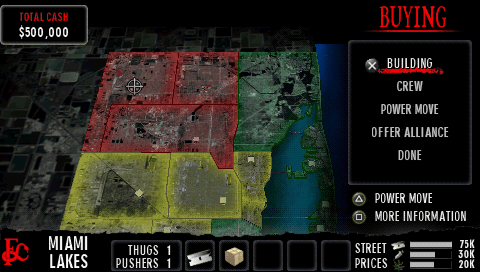 TOTAL CASH
$500,000
BUYING
BUILDING
CREW
POWER MOVE
OFFER ALLIANCE
DONE
POWER MOVE
MORE INFORMATION
MIAMI
LAKES
THUGS 1
PUSHERS 1
STREET
PRICES
75K
30K
20K